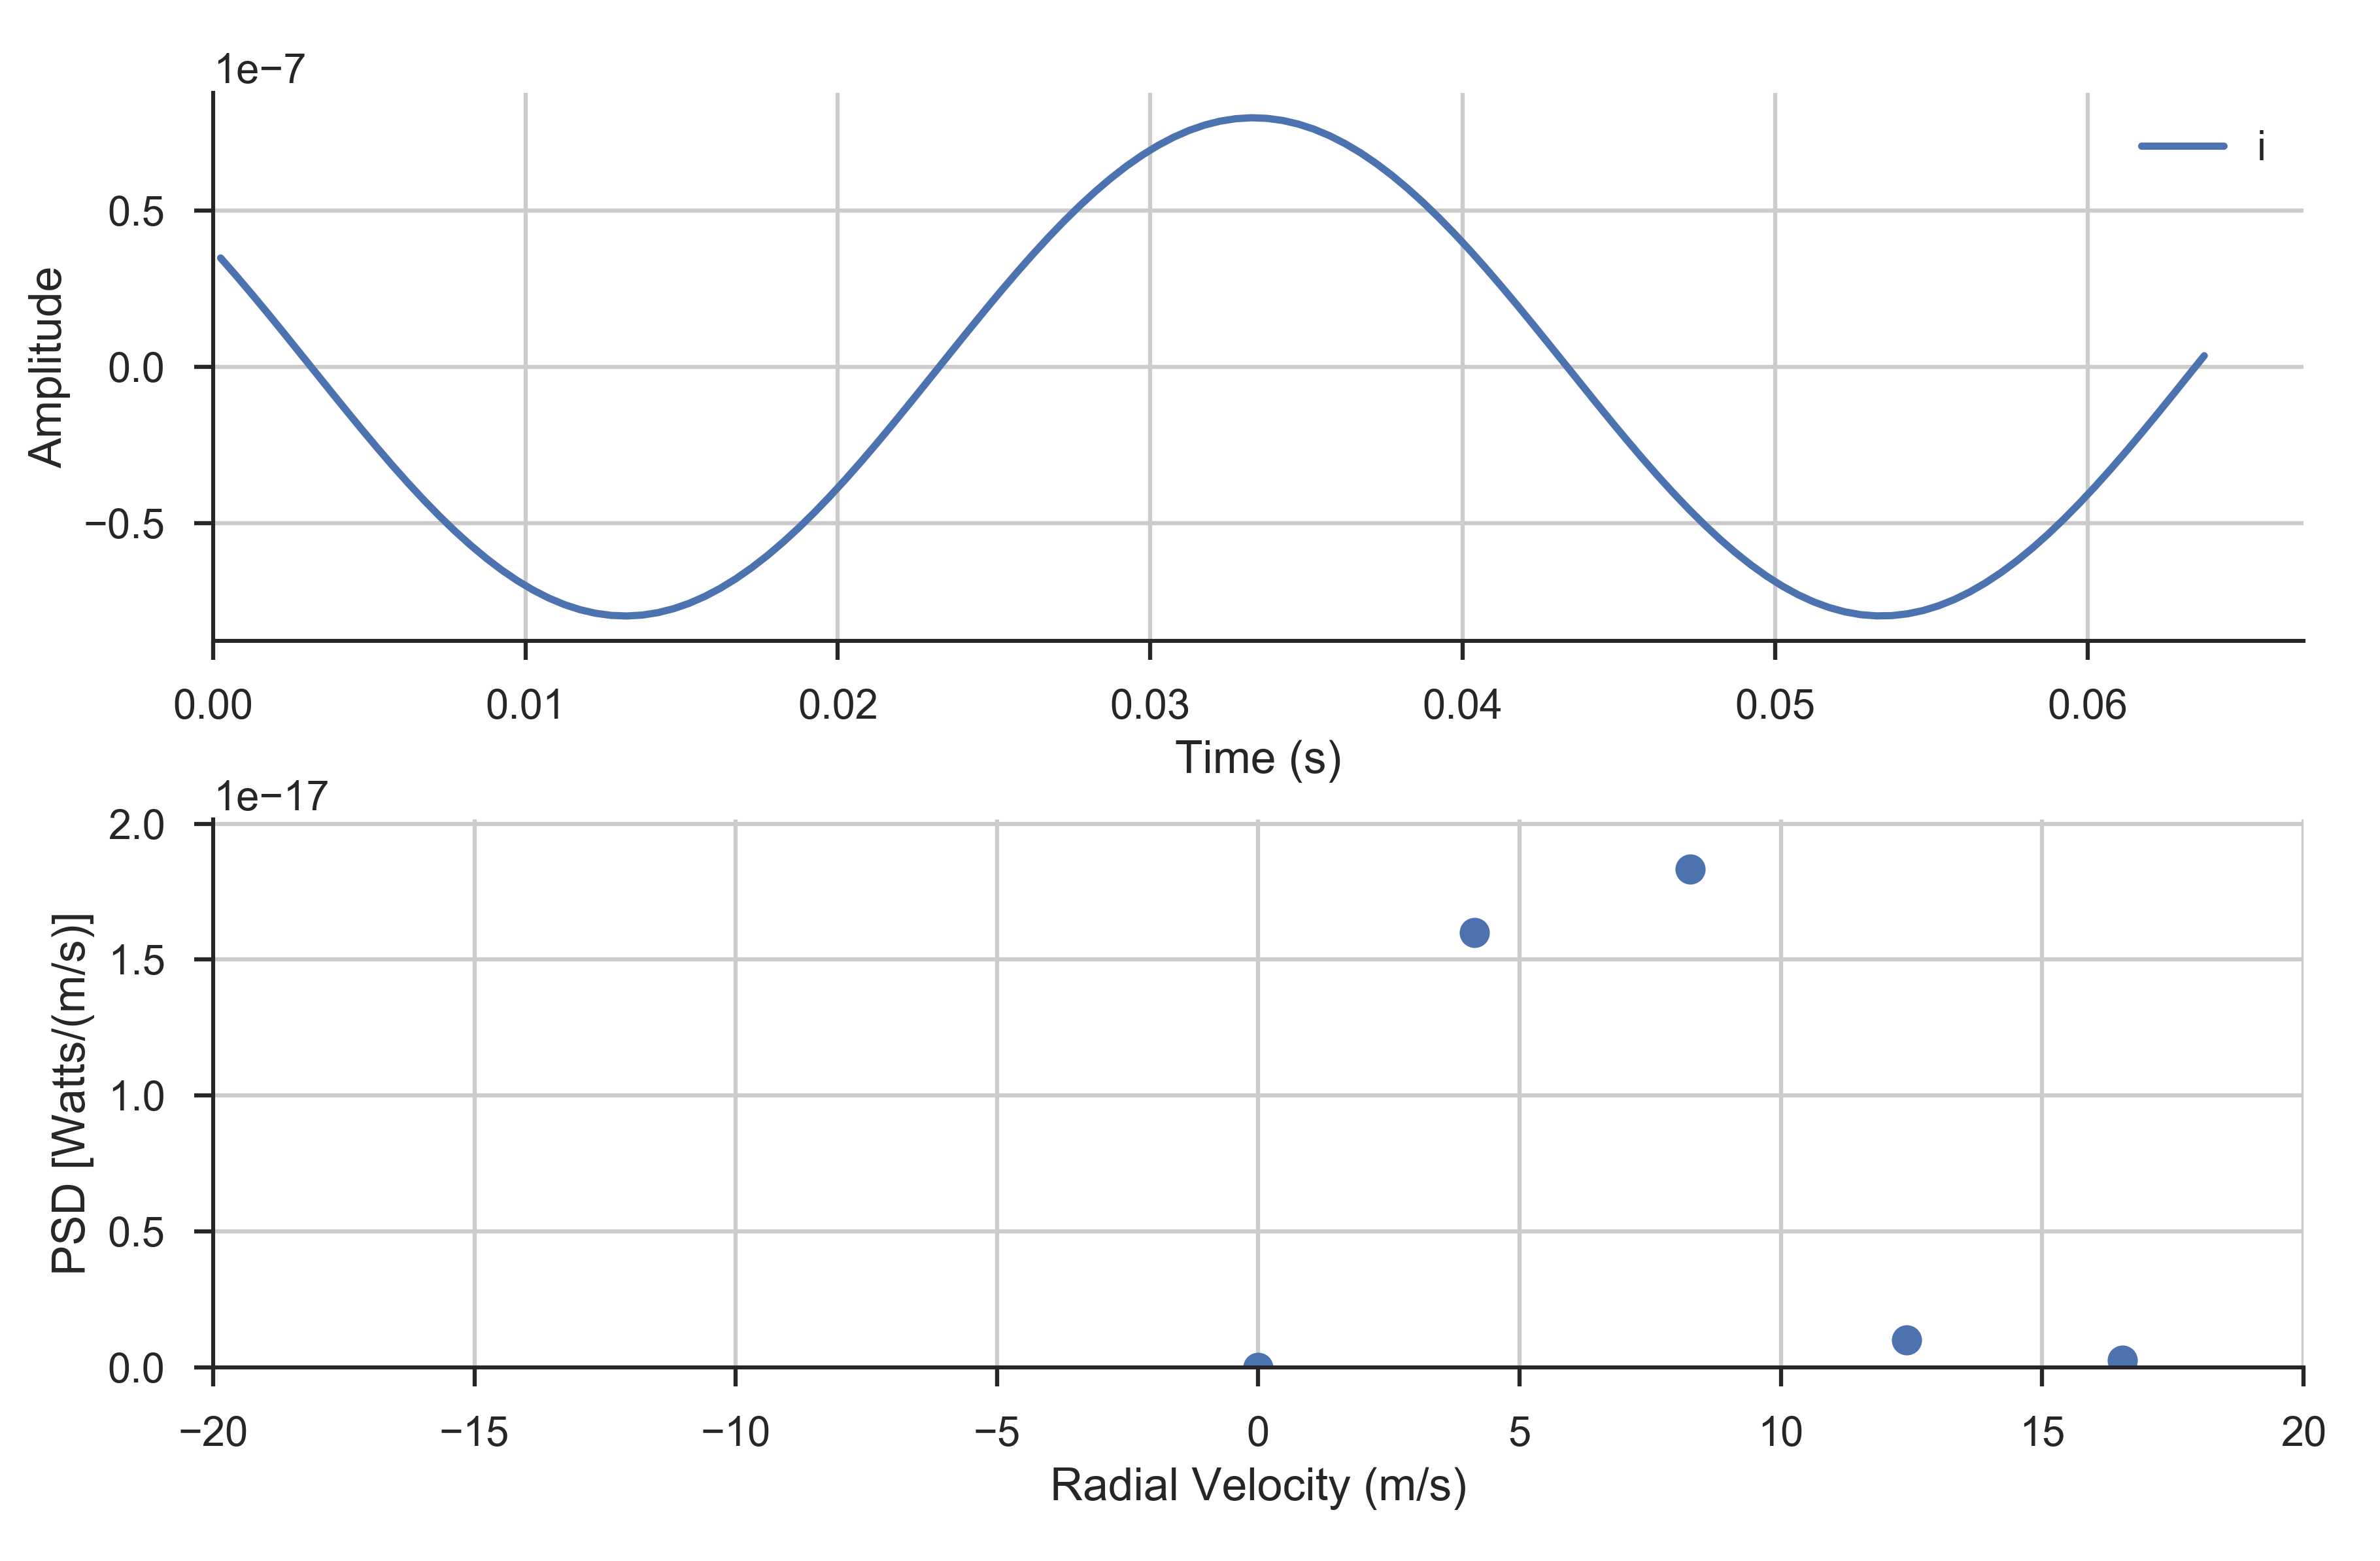 1e−7
i
0.5
0.0
−0.5
Amplitude
0.00 0.01 0.02 0.03 0.04 0.05 0.06
Time (s)
1e−17
2.0
1.5
1.0
0.5
0.0
PSD [Watts/(m/s)]
−20 −15 −10 −5 0 5 10 15 20
Radial Velocity (m/s)